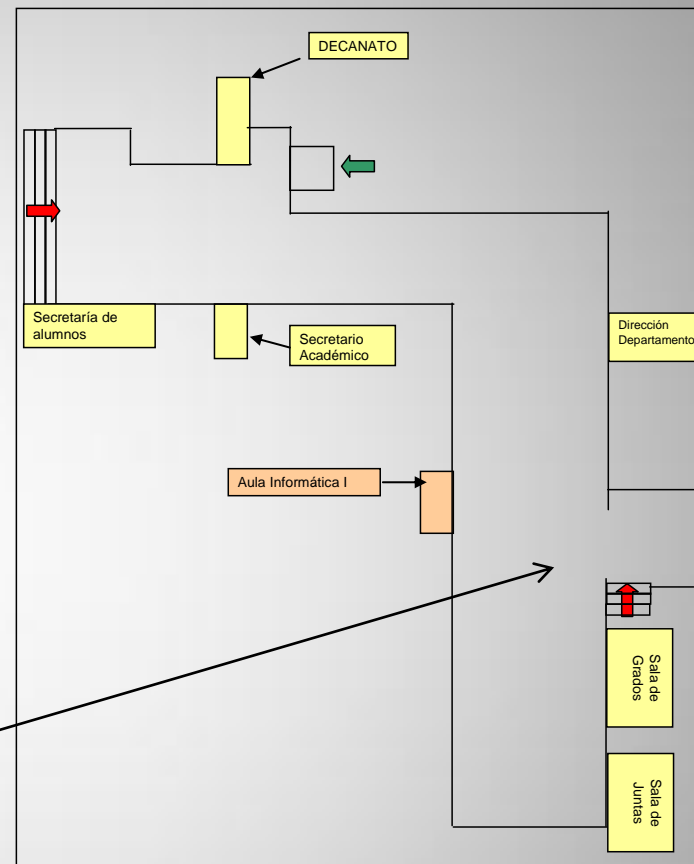 DECANATO
Secretaría de
alumnos
Secretario
Académico
Dirección
Departamento
Aula Informática I
Sala de
Grados
Sala de
Juntas